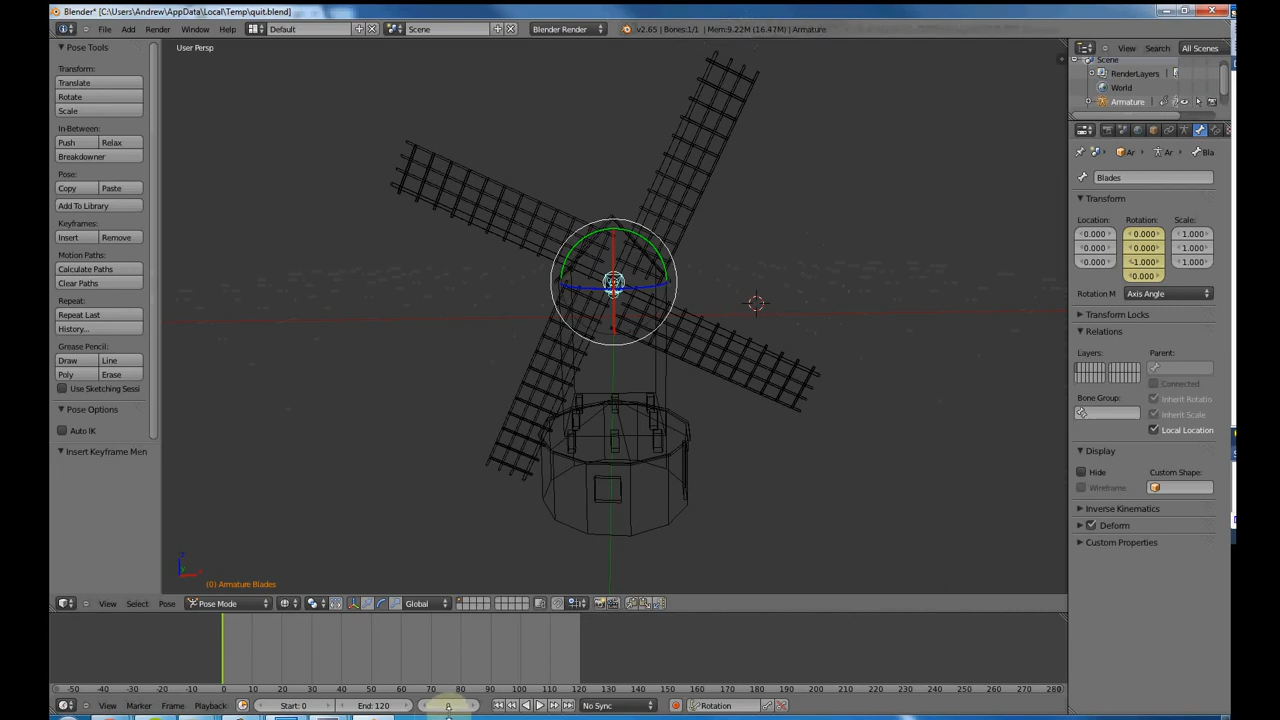 Blender* [C:\Users\Andrew\AppData\Local\Temp\quit.blend]
File Add Render Window Help Default Scene Blender Render v2.65 | Bones:1/1 | Mem:9.22M (16.47M) | Armature
View Search All Scenes
Pose Tools
User Persp
Scene
RenderLayers
World
Armature
Transform:
Translate
Rotate
Scale
In-Between:
Push Relax
Breakdowner
Pose:
Copy Paste
Add To Library
Keyframes:
Insert Remove
Motion Paths:
Calculate Paths
Clear Paths
Repeat:
Repeat Last
History...
Grease Pencil:
Draw Line
Poly Erase
Use Sketching Sessi
Pose Options
Auto IK
Insert Keyframe Men
Ar Ar Bla
Blades
Transform
Location: Rotation: Scale:
0.000 0.000 1.000
0.000 0.000 1.000
0.000 -1.000 1.000
0.000
Rotation M Axis Angle
Transform Locks
Relations
Layers: Parent:
Connected
Bone Group: Inherit Rotatio
Inherit Scale
Local Location
Display
Hide Custom Shape:
Wireframe
Inverse Kinematics
Deform
Custom Properties
z
y x
(0) Armature Blades
View Select Pose Pose Mode Global
-50 -40 -30 -20 -10 0 10 20 30 40 50 60 70 80 90 100 110 120 130 140 150 160 170 180 190 200 210 220 230 240 250 260 270 280
View Marker Frame Playback Start: 0 End: 120 0 No Sync Rotation